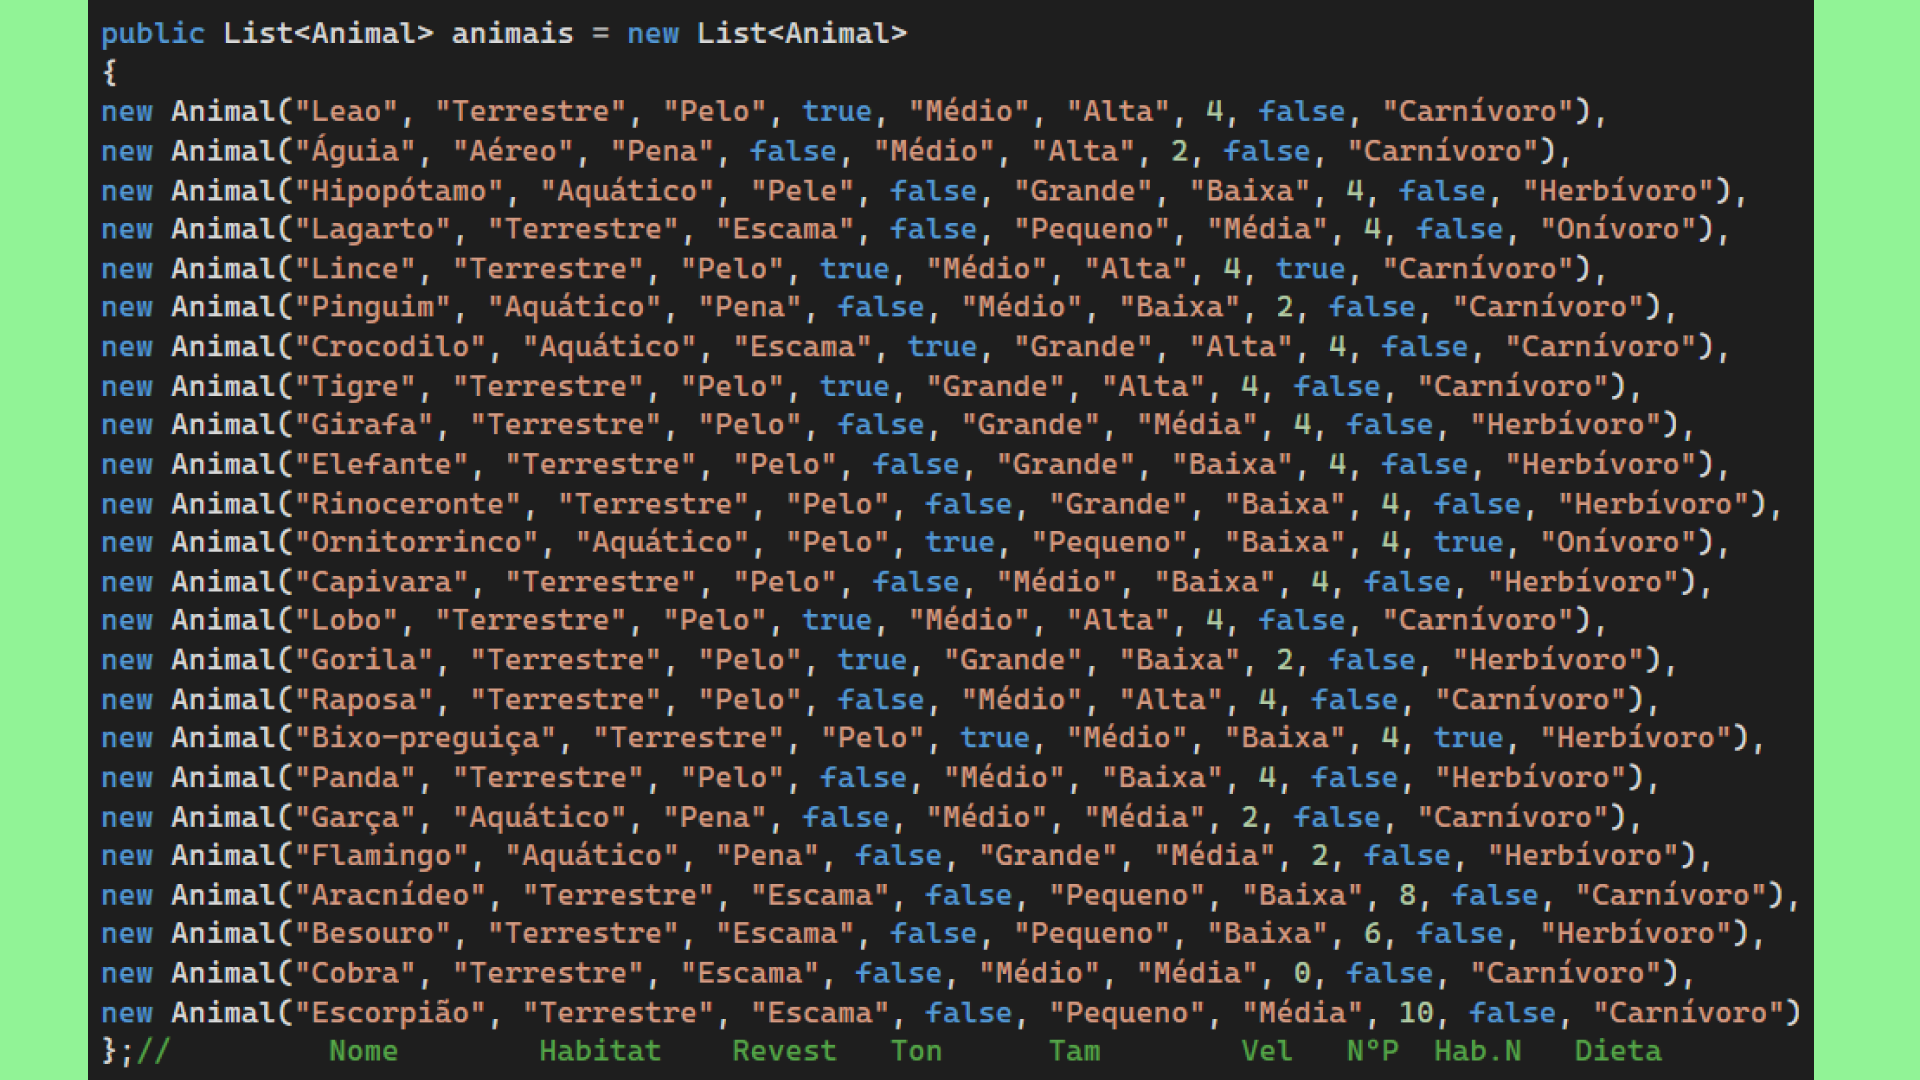 public List<Animal> animais = new List<Animal>
{
new Animal("Leao", "Terrestre", "Pelo", true, "Médio", "Alta", 4, false, "Carnívoro"),
new Animal("Águia", "Aéreo", "Pena", false, "Médio", "Alta", 2, false, "Carnívoro"),
new Animal("Hipopótamo", "Aquático", "Pele", false, "Grande", "Baixa", 4, false, "Herbívoro"),
new Animal("Lagarto", "Terrestre", "Escama", false, "Pequeno", "Média", 4, false, "Onívoro"),
new Animal("Lince", "Terrestre", "Pelo", true, "Médio", "Alta", 4, true, "Carnívoro"),
new Animal("Pinguim", "Aquático", "Pena", false, "Médio", "Baixa", 2, false, "Carnívoro"),
new Animal("Crocodilo", "Aquático", "Escama", true, "Grande", "Alta", 4, false, "Carnívoro"),
new Animal("Tigre", "Terrestre", "Pelo", true, "Grande", "Alta", 4, false, "Carnívoro"),
new Animal("Girafa", "Terrestre", "Pelo", false, "Grande", "Média", 4, false, "Herbívoro"),
new Animal("Elefante", "Terrestre", "Pelo", false, "Grande", "Baixa", 4, false, "Herbívoro"),
new Animal("Rinoceronte", "Terrestre", "Pelo", false, "Grande", "Baixa", 4, false, "Herbívoro"),
new Animal("Ornitorrinco", "Aquático", "Pelo", true, "Pequeno", "Baixa", 4, true, "Onívoro"),
new Animal("Capivara", "Terrestre", "Pelo", false, "Médio", "Baixa", 4, false, "Herbívoro"),
new Animal("Lobo", "Terrestre", "Pelo", true, "Médio", "Alta", 4, false, "Carnívoro"),
new Animal("Gorila", "Terrestre", "Pelo", true, "Grande", "Baixa", 2, false, "Herbívoro"),
new Animal("Raposa", "Terrestre", "Pelo", false, "Médio", "Alta", 4, false, "Carnívoro"),
new Animal("Bixo-preguiça", "Terrestre", "Pelo", true, "Médio", "Baixa", 4, true, "Herbívoro"),
new Animal("Panda", "Terrestre", "Pelo", false, "Médio", "Baixa", 4, false, "Herbívoro"),
new Animal("Garça", "Aquático", "Pena", false, "Médio", "Média", 2, false, "Carnívoro"),
new Animal("Flamingo", "Aquático", "Pena", false, "Grande", "Média", 2, false, "Herbívoro"),
new Animal("Aracnídeo", "Terrestre", "Escama", false, "Pequeno", "Baixa", 8, false, "Carnívoro"),
new Animal("Besouro", "Terrestre", "Escama", false, "Pequeno", "Baixa", 6, false, "Herbívoro"),
new Animal("Cobra", "Terrestre", "Escama", false, "Médio", "Média", 0, false, "Carnívoro"),
new Animal("Escorpião", "Terrestre", "Escama", false, "Pequeno", "Média", 10, false, "Carnívoro")
};// Nome Habitat Revest Ton Tam Vel N°P Hab.N Dieta